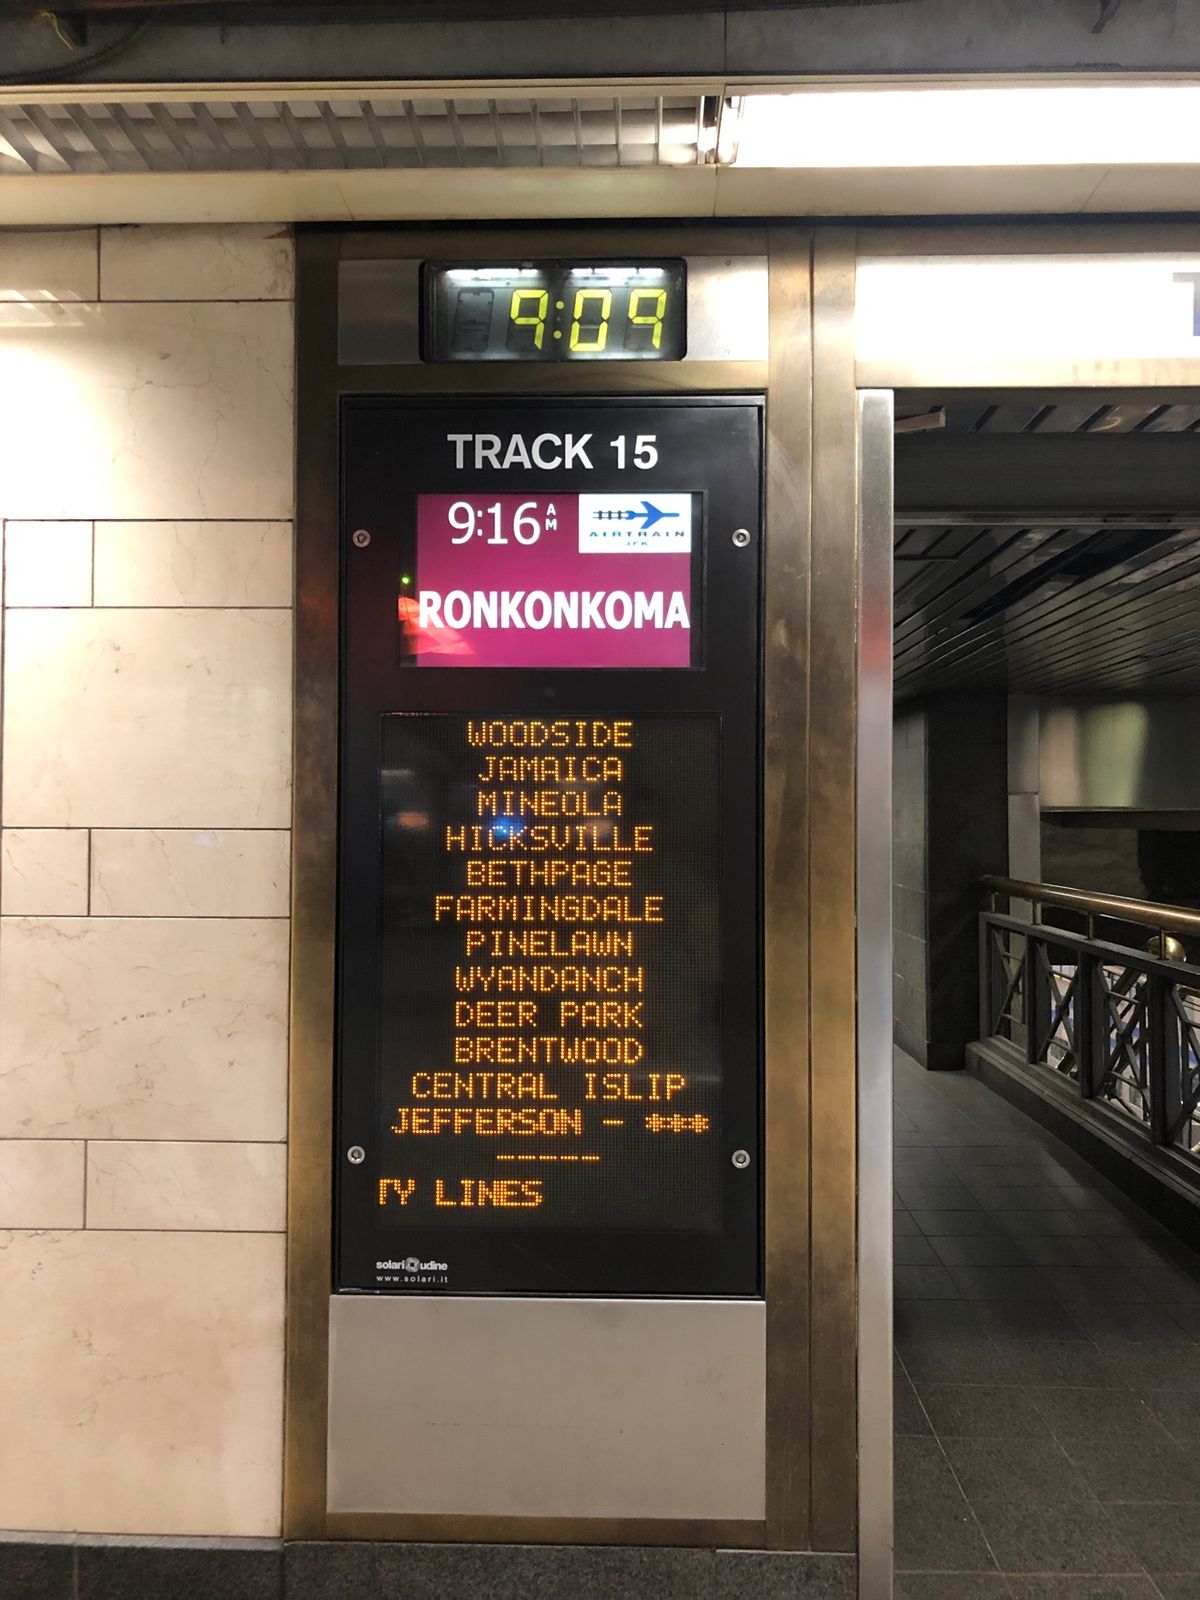 9:09
TRACK 15
9:16 AM
AIRTRAIN
JFK
RONKONKOMA
WOODSIDE
JAMAICA
MINEOLA
HICKSVILLE
BETHPAGE
FARMINGDALE
PINELAWN
WYANDANCH
DEER PARK
BRENTWOOD
CENTRAL ISLIP
JEFFERSON - ***
-----
TY LINES
solari udine
www.solari.it